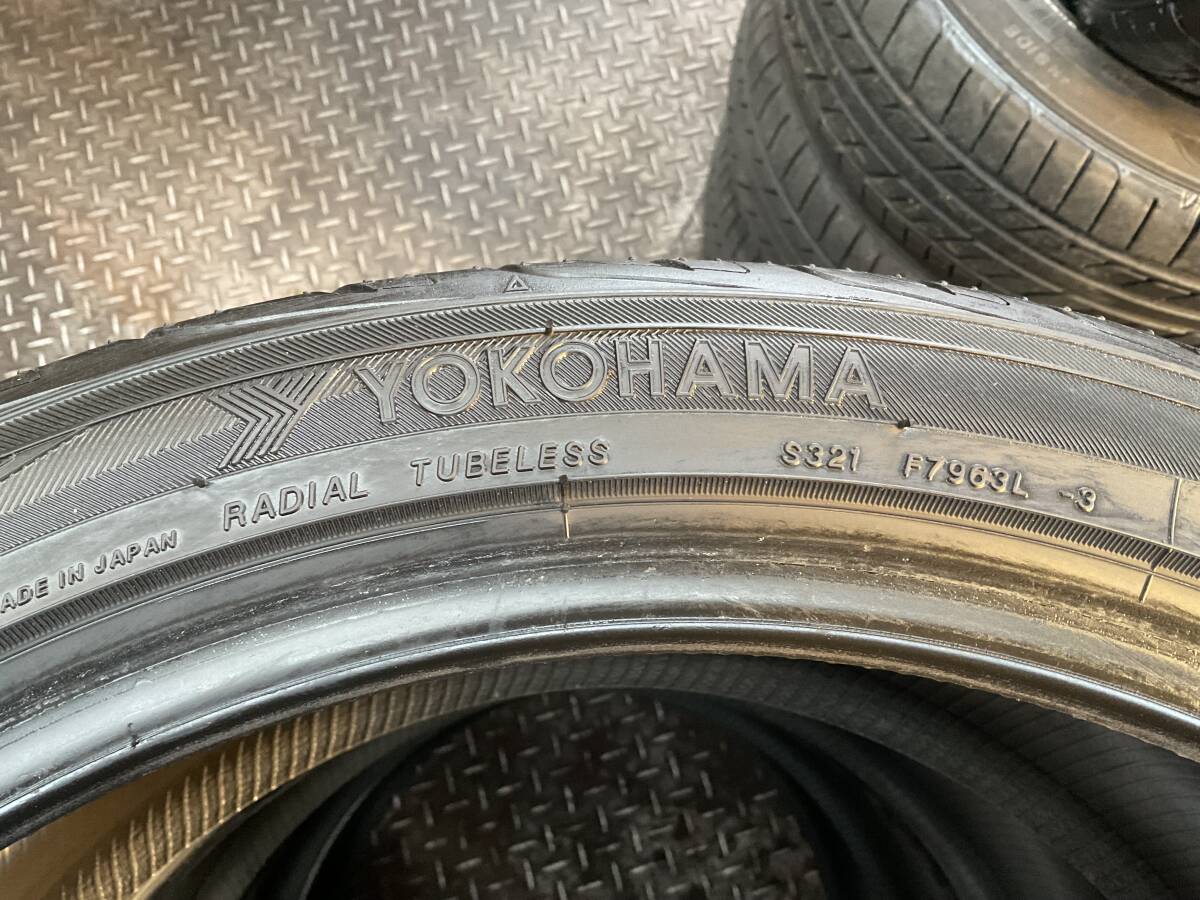 YOKOHAMA
ADE IN JAPAN RADIAL TUBELESS S321 F7963L -3